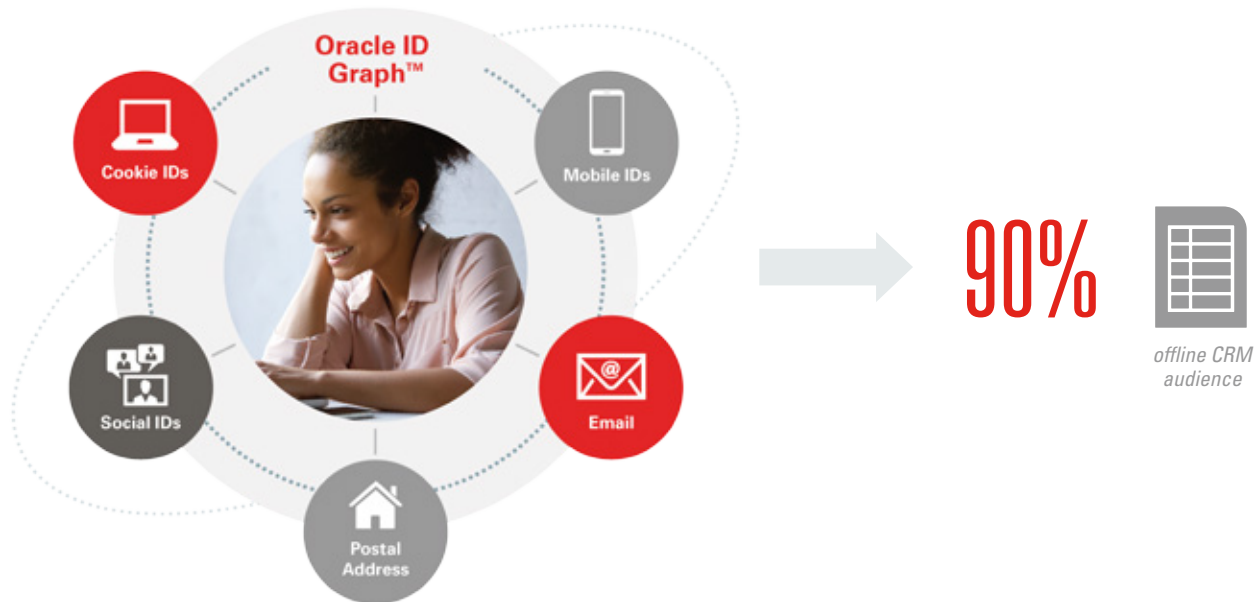 Oracle ID
Graph™
Cookie IDs
Mobile IDs
90%
offline CRM
audience
Social IDs
@
Email
Postal
Address